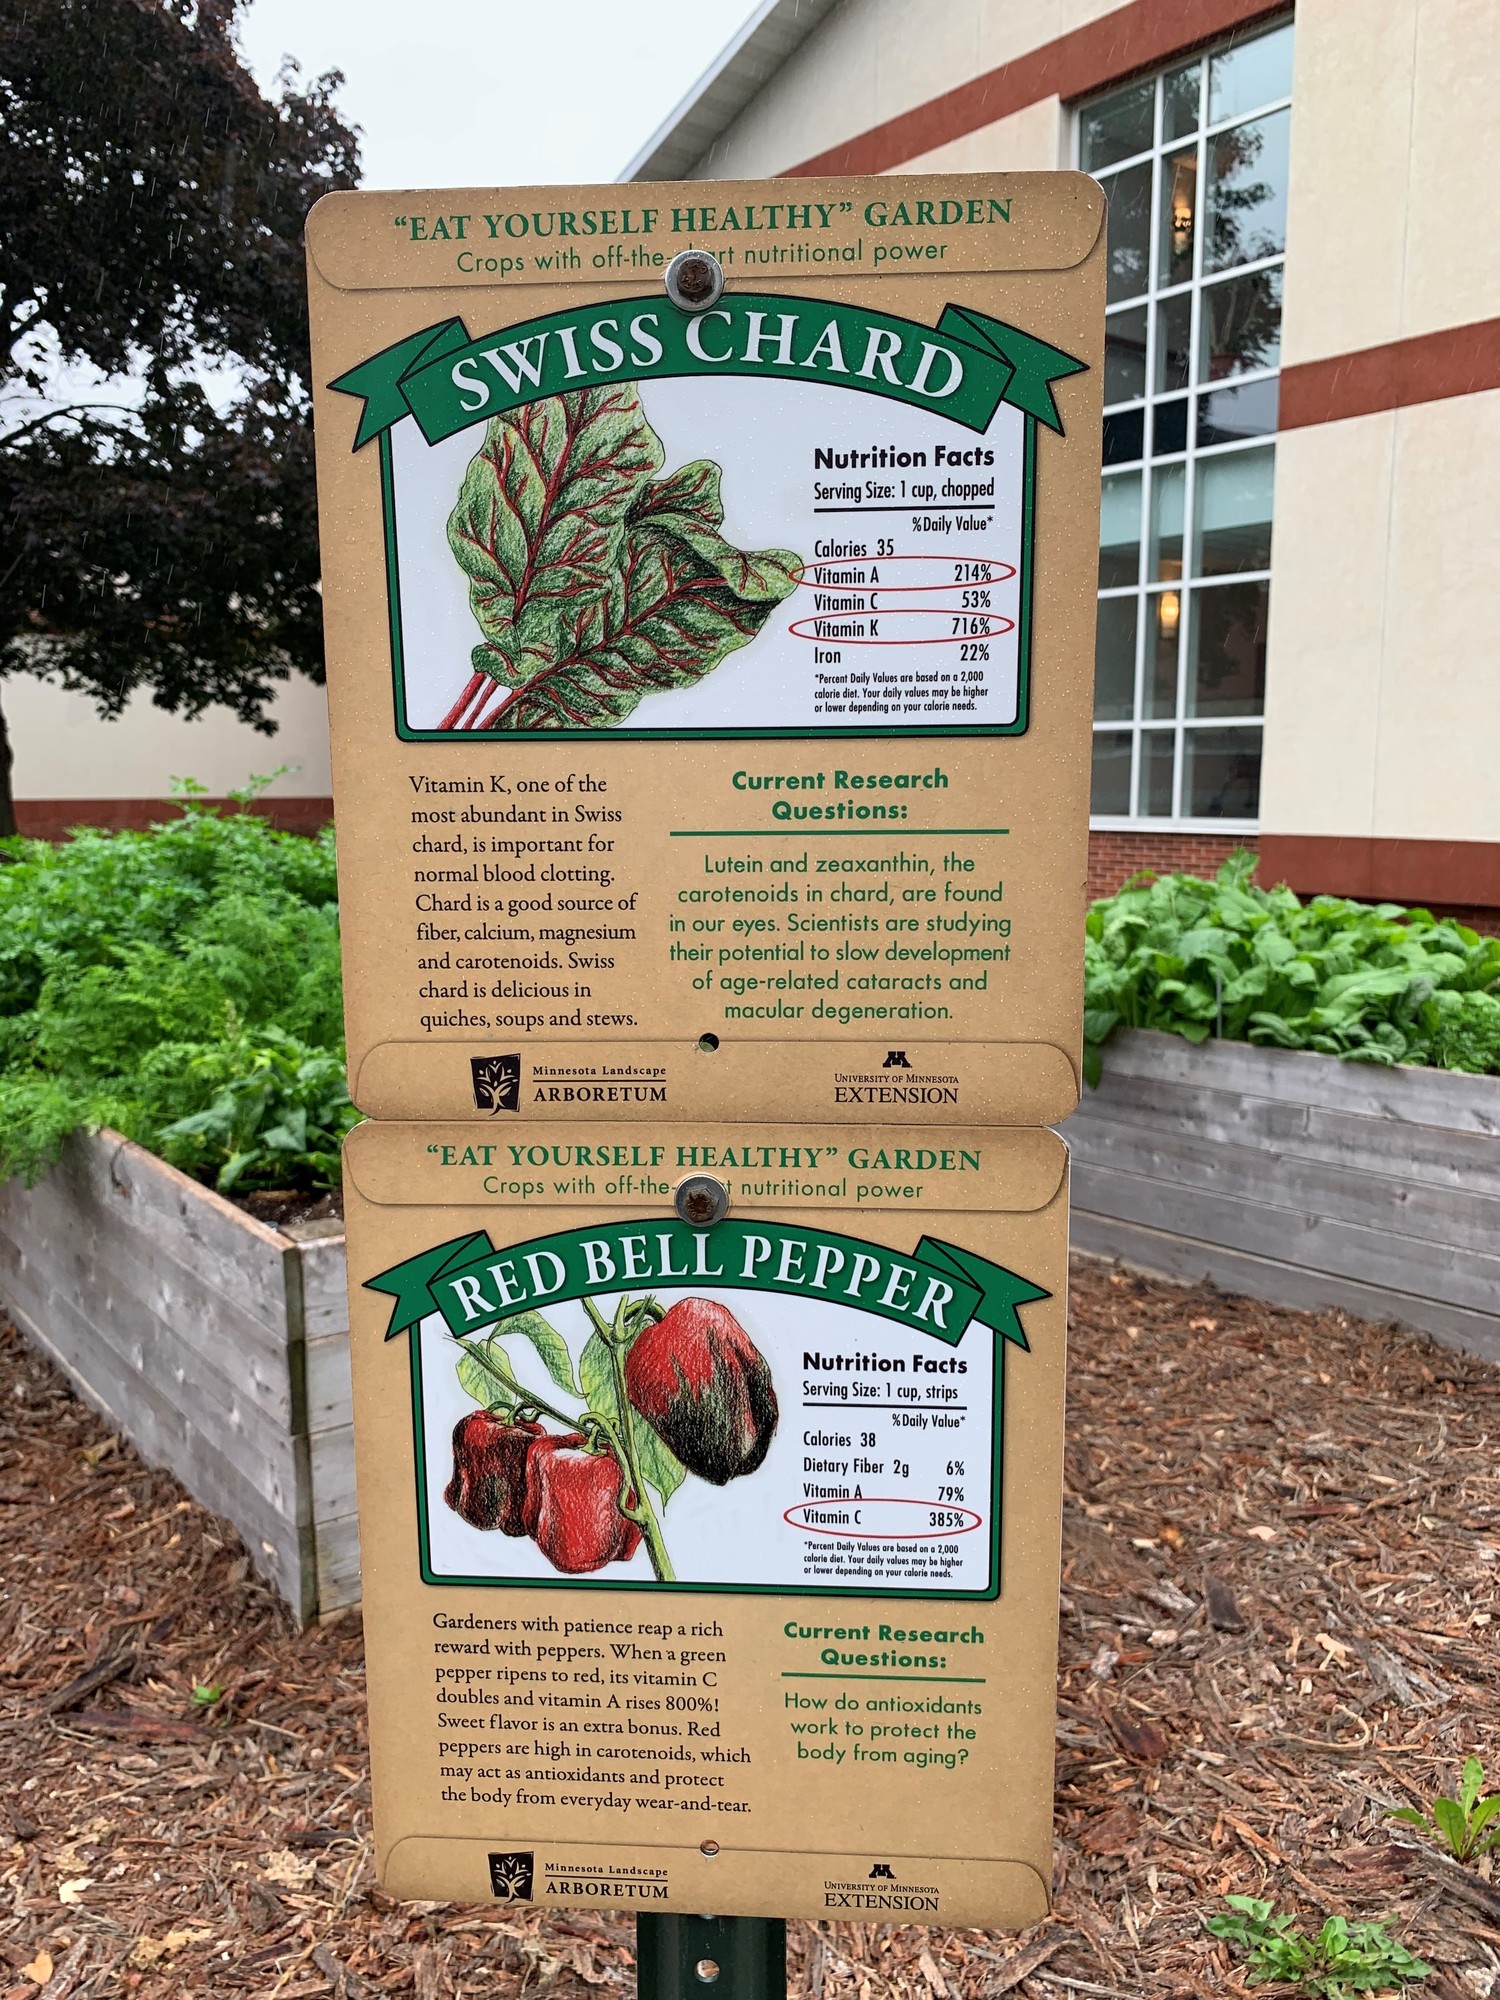 “EAT YOURSELF HEALTHY” GARDEN
Crops with off-the- nutritional power
SWISS CHARD
Nutrition Facts
Serving Size: 1 cup, chopped
%Daily Value*
Calories 35
Vitamin A 214%
Vitamin C 53%
Vitamin K 716%
Iron 22%
*Percent Daily Values are based on a 2,000
calorie diet. Your daily values may be higher
or lower depending on your calorie needs.
Vitamin K, one of the
most abundant in Swiss
chard, is important for
normal blood clotting.
Chard is a good source of
fiber, calcium, magnesium
and carotenoids. Swiss
chard is delicious in
quiches, soups and stews.
Current Research
Questions:
Lutein and zeaxanthin, the
carotenoids in chard, are found
in our eyes. Scientists are studying
their potential to slow development
of age-related cataracts and
macular degeneration.
Minnesota Landscape
ARBORETUM
M
UNIVERSITY OF MINNESOTA
EXTENSION
“EAT YOURSELF HEALTHY” GARDEN
Crops with off-the- nutritional power
RED BELL PEPPER
Nutrition Facts
Serving Size: 1 cup, strips
%Daily Value*
Calories 38
Dietary Fiber 2g 6%
Vitamin A 79%
Vitamin C 385%
*Percent Daily Values are based on a 2,000
calorie diet. Your daily values may be higher
or lower depending on your calorie needs.
Gardeners with patience reap a rich
reward with peppers. When a green
pepper ripens to red, its vitamin C
doubles and vitamin A rises 800%!
Sweet flavor is an extra bonus. Red
peppers are high in carotenoids, which
may act as antioxidants and protect
the body from everyday wear-and-tear.
Current Research
Questions:
How do antioxidants
work to protect the
body from aging?
Minnesota Landscape
ARBORETUM
M
UNIVERSITY OF MINNESOTA
EXTENSION